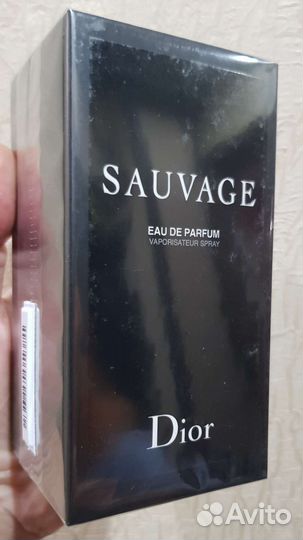 SAUVAGE
EAU DE PARFUM
VAPORISATEUR SPRAY
Dior
Avito